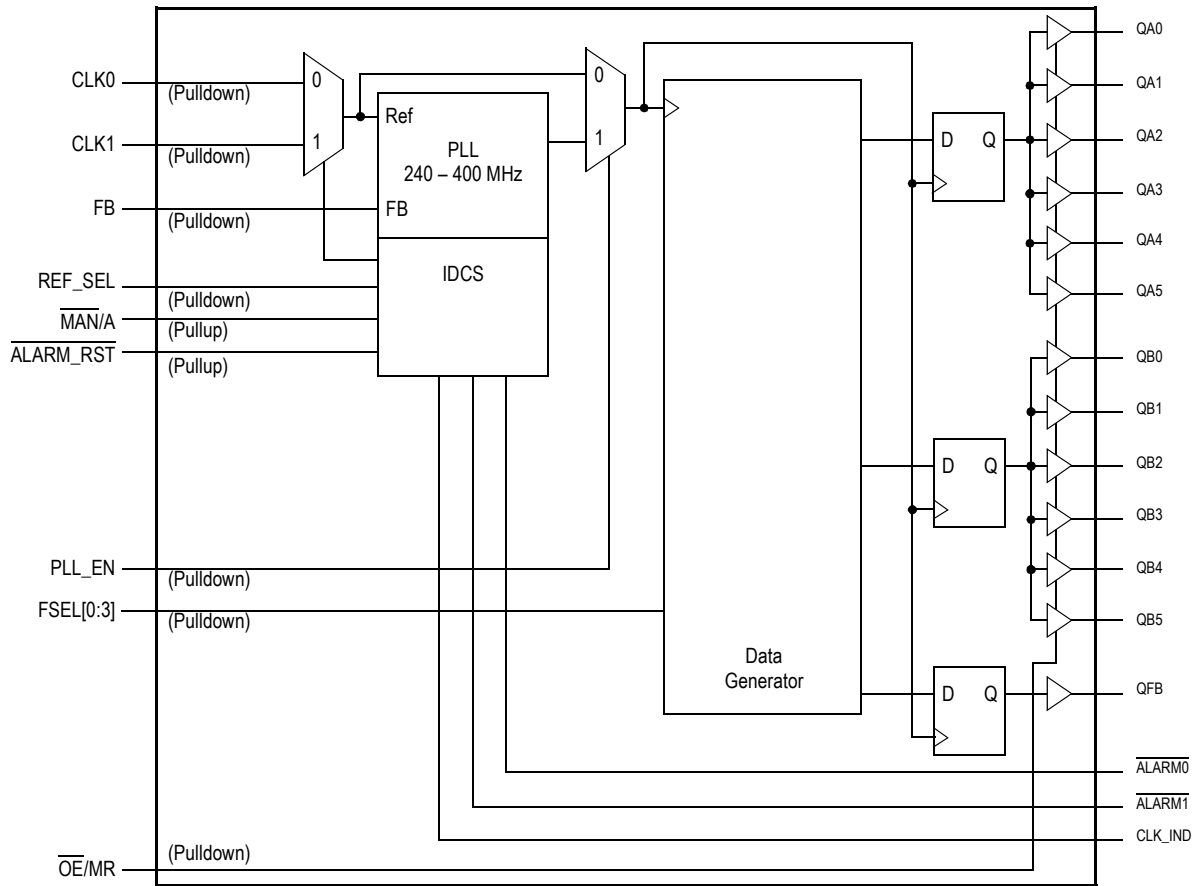 CLK0
(Pulldown)
CLK1
(Pulldown)
FB
(Pulldown)
REF_SEL
(Pulldown)
MAN/A
(Pullup)
ALARM_RST
(Pullup)
PLL_EN
(Pulldown)
FSEL[0:3]
(Pulldown)
OE/MR
(Pulldown)
0
1
Ref
PLL
240 – 400 MHz
FB
IDCS
0
1
Data
Generator
D Q
D Q
D Q
QA0
QA1
QA2
QA3
QA4
QA5
QB0
QB1
QB2
QB3
QB4
QB5
QFB
ALARM0
ALARM1
CLK_IND